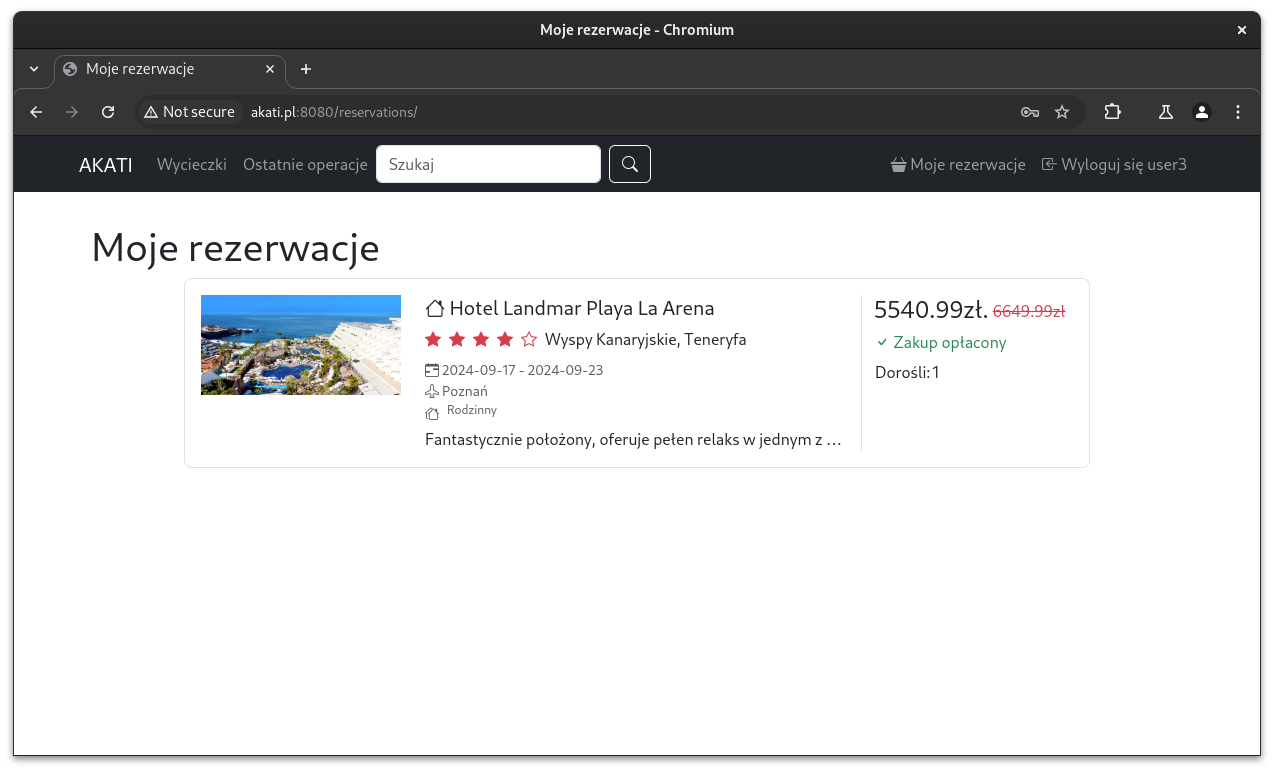 Moje rezerwacje - Chromium
Moje rezerwacje
Not secure akati.pl:8080/reservations/
AKATI Wycieczki Ostatnie operacje Szukaj Moje rezerwacje Wyloguj się user3
Moje rezerwacje
Hotel Landmar Playa La Arena
Wyspy Kanaryjskie, Teneryfa
2024-09-17 - 2024-09-23
Poznań
Rodzinny
Fantastycznie położony, oferuje pełen relaks w jednym z …
5540.99zł. 6649.99zł
Zakup opłacony
Dorośli: 1